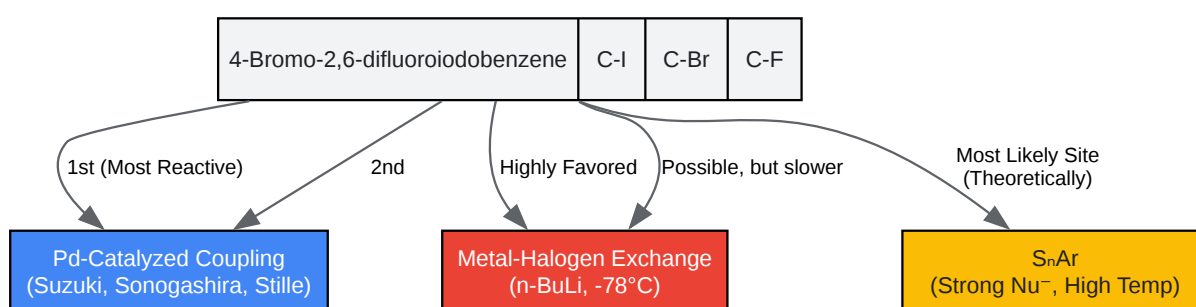 4-Bromo-2,6-difluoroiodobenzene C-I C-Br C-F
1st (Most Reactive)
2nd
Highly Favored
Possible, but slower
Most Likely Site
(Theoretically)
Pd-Catalyzed Coupling
(Suzuki, Sonogashira, Stille)
Metal-Halogen Exchange
(n-BuLi, -78°C)
SₙAr
(Strong Nu⁻, High Temp)